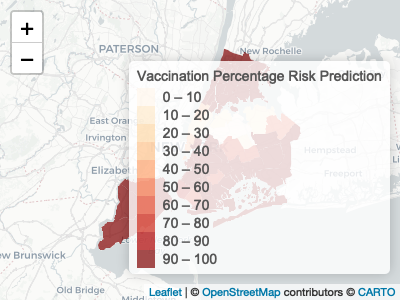 +
−
PATERSON
New Rochelle
Vaccination Percentage Risk Prediction
0 – 10
10 – 20
20 – 30
30 – 40
40 – 50
50 – 60
60 – 70
70 – 80
80 – 90
90 – 100
East Oran
Irvington
Elizabet
Hempstead
Freeport
New Brunswick
Old Bridge
Leaflet | © OpenStreetMap contributors © CARTO